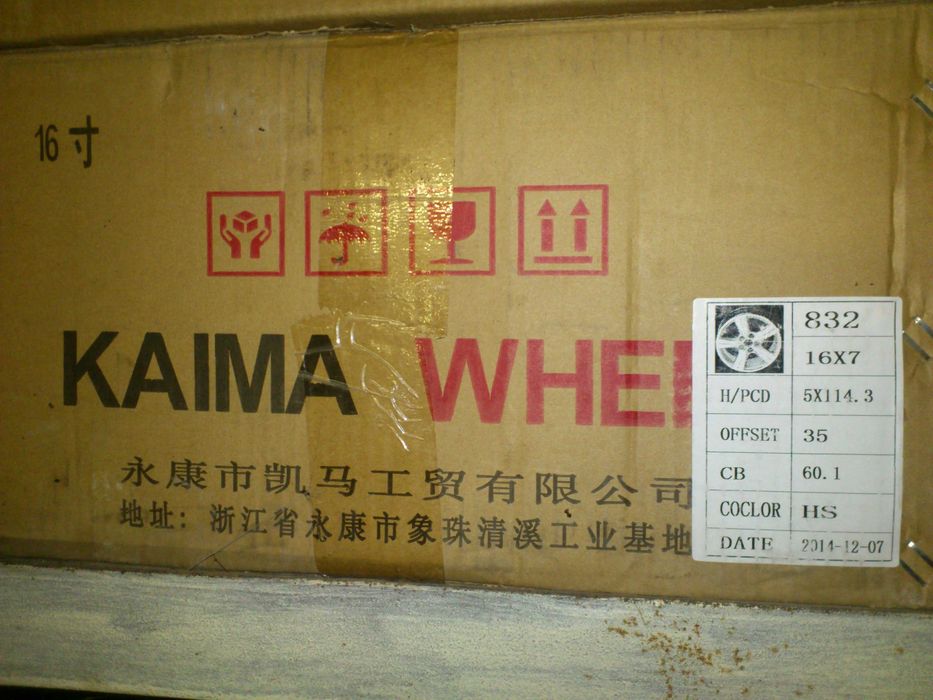 16寸
KAIMA WHE
永康市凯马工贸有限公司
地址：浙江省永康市象珠清溪工业基地
832
16X7
H/PCD 5X114.3
OFFSET 35
CB 60.1
COCLOR HS
DATE 2014-12-07